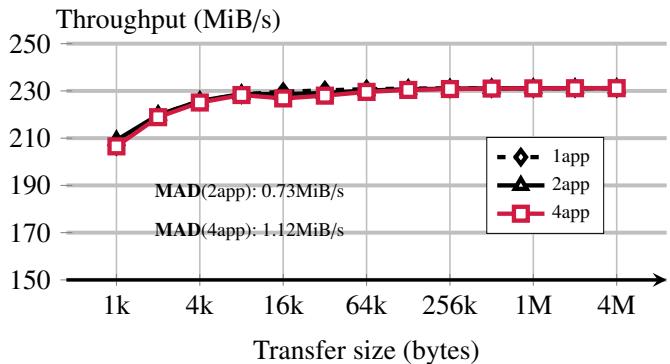 Throughput (MiB/s)
250
230
210
190
170
150
1app
2app
4app
MAD(2app): 0.73MiB/s
MAD(4app): 1.12MiB/s
1k 4k 16k 64k 256k 1M 4M
Transfer size (bytes)